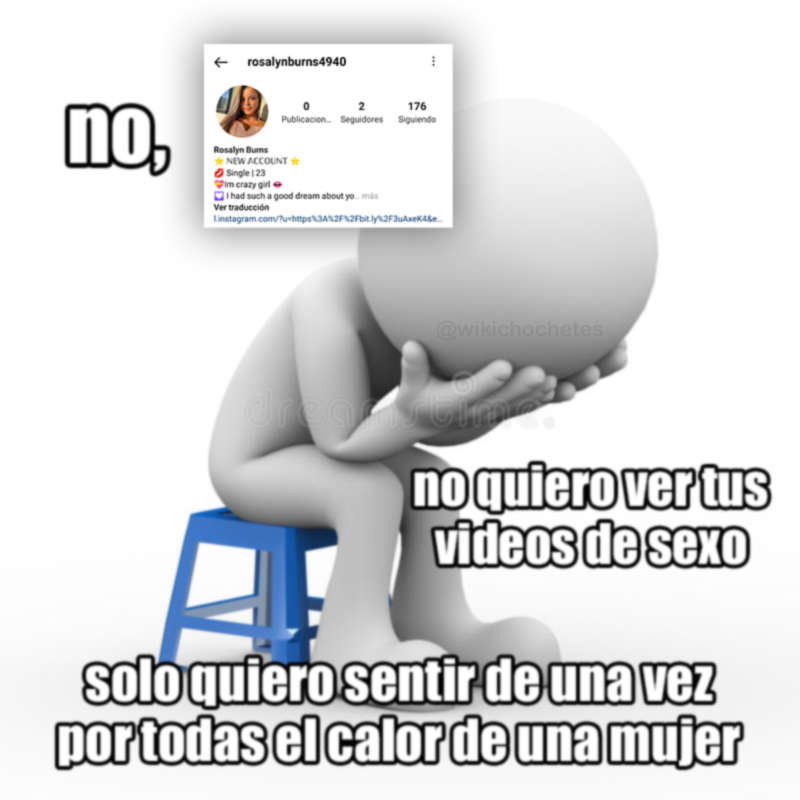 rosalynburns4940
no,
0 2 176
Publicacion... Seguidores Siguiendo
Rosalyn Burns
⭐ NEW ACCOUNT ⭐
💋 Single | 23
💝Im crazy girl 👄
💟 I had such a good dream about yo... más
Ver traducción
l.instagram.com/?u=https%3A%2F%2Fbit.ly%2F3uAxeK4&e...
@wikichochetes
dreamstime.
no quiero ver tus
videos de sexo
solo quiero sentir de una vez
por todas el calor de una mujer